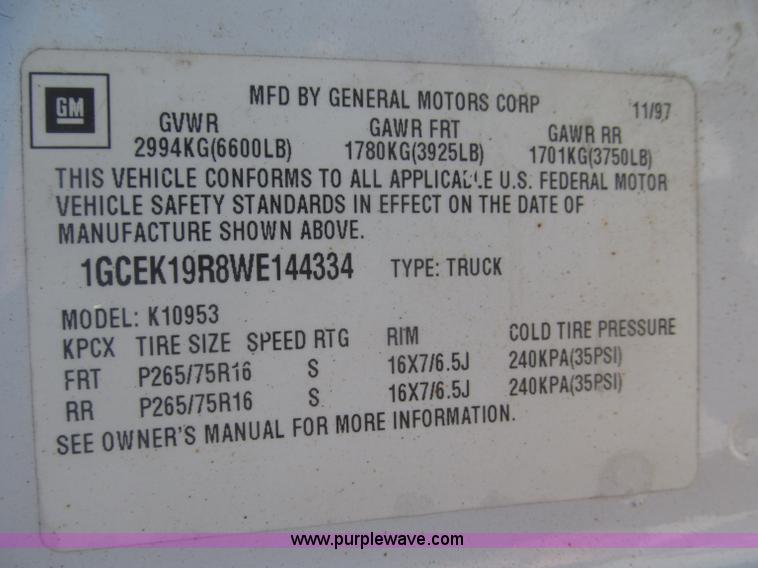 GM
MFD BY GENERAL MOTORS CORP 11/97
GVWR GAWR FRT GAWR RR
2994KG(6600LB) 1780KG(3925LB) 1701KG(3750LB)
THIS VEHICLE CONFORMS TO ALL APPLICABLE U.S. FEDERAL MOTOR
VEHICLE SAFETY STANDARDS IN EFFECT ON THE DATE OF
MANUFACTURE SHOWN ABOVE.
1GCEK19R8WE144334 TYPE: TRUCK
MODEL: K10953
KPCX TIRE SIZE SPEED RTG RIM COLD TIRE PRESSURE
FRT P265/75R16 S 16X7/6.5J 240KPA(35PSI)
RR P265/75R16 S 16X7/6.5J 240KPA(35PSI)
SEE OWNER'S MANUAL FOR MORE INFORMATION.
www.purplewave.com